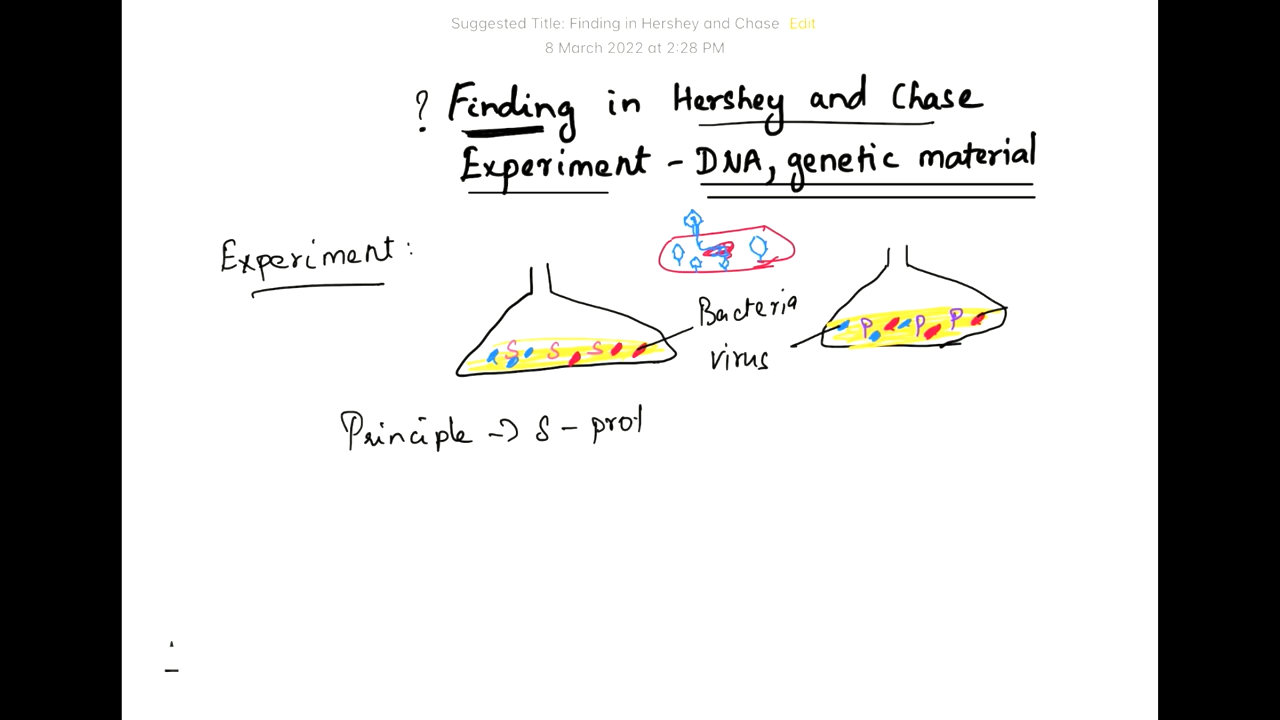 Suggested Title: Finding in Hershey and Chase Edit
8 March 2022 at 2:28 PM
? Finding in Hershey and Chase
Experiment - DNA, genetic material
Experiment:
Bacteria
virus
S S S
P P P
Principle -> S - prot